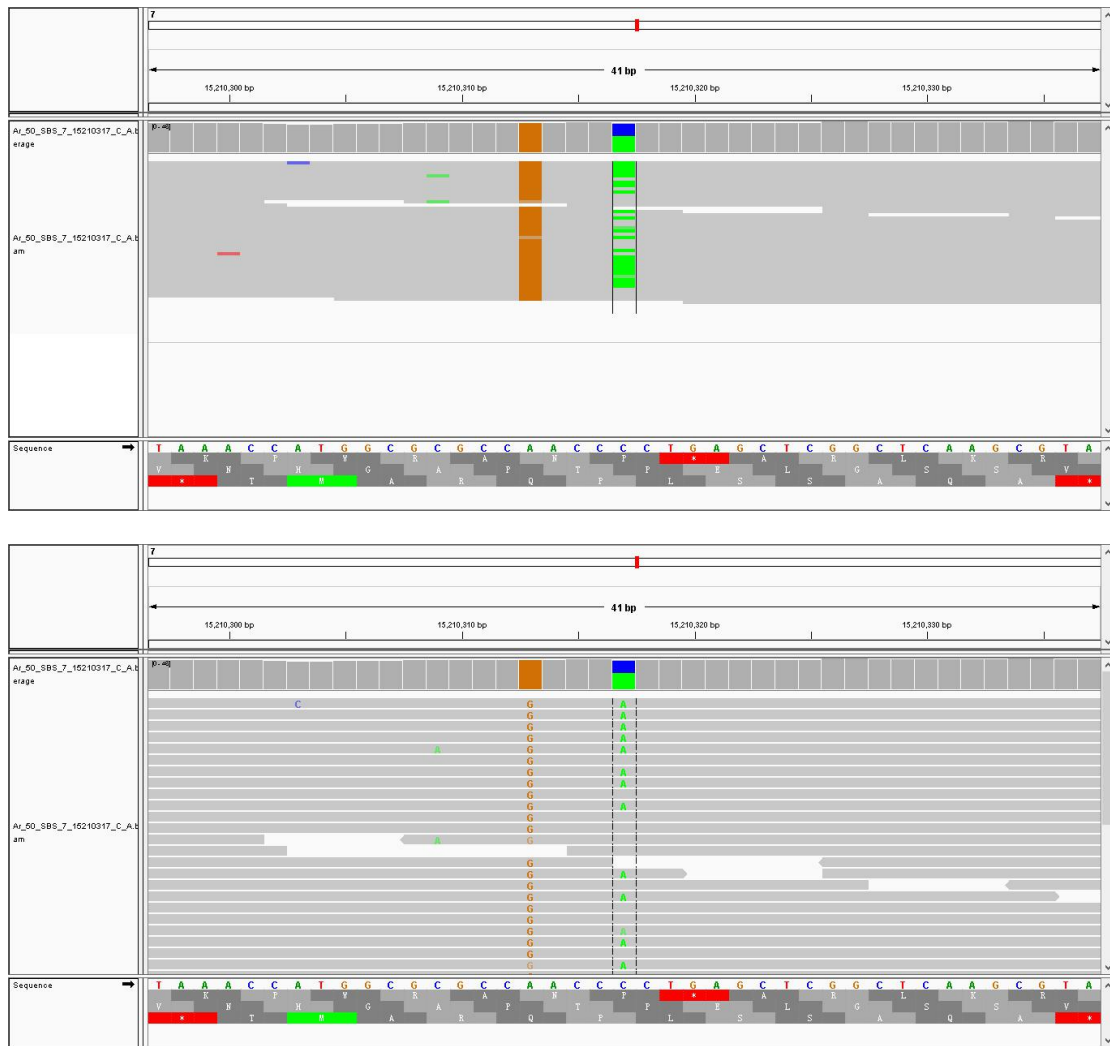 7
41 bp
15,210,300 bp 15,210,310 bp 15,210,320 bp 15,210,330 bp
Ar_50_SBS_7_15210317_C_A.b
erage
[0 - 46]
Ar_50_SBS_7_15210317_C_A.b
am
Sequence
T A A A C C A T G G C G C G C C A A C C C C T G A G C T C G G C T C A A G C G T A
K P W R A N P * A R L K R
V N H G A P T P E L G S S V
* T M A R Q P L S S A Q A *
7
41 bp
15,210,300 bp 15,210,310 bp 15,210,320 bp 15,210,330 bp
Ar_50_SBS_7_15210317_C_A.b
erage
[0 - 46]
Ar_50_SBS_7_15210317_C_A.b
am
C G A
G A
G A
G A
A G A
G
G A
G A
G
G A
G
G
A G
G
G A
G
G A
G
G
G A
G A
G
G A
Sequence
T A A A C C A T G G C G C G C C A A C C C C T G A G C T C G G C T C A A G C G T A
K P W R A N P * A R L K R
V N H G A P T P E L G S S V
* T M A R Q P L S S A Q A *